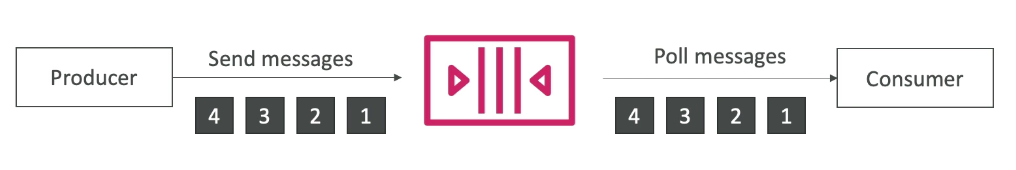 Producer
Send messages
4 3 2 1
Poll messages
4 3 2 1
Consumer